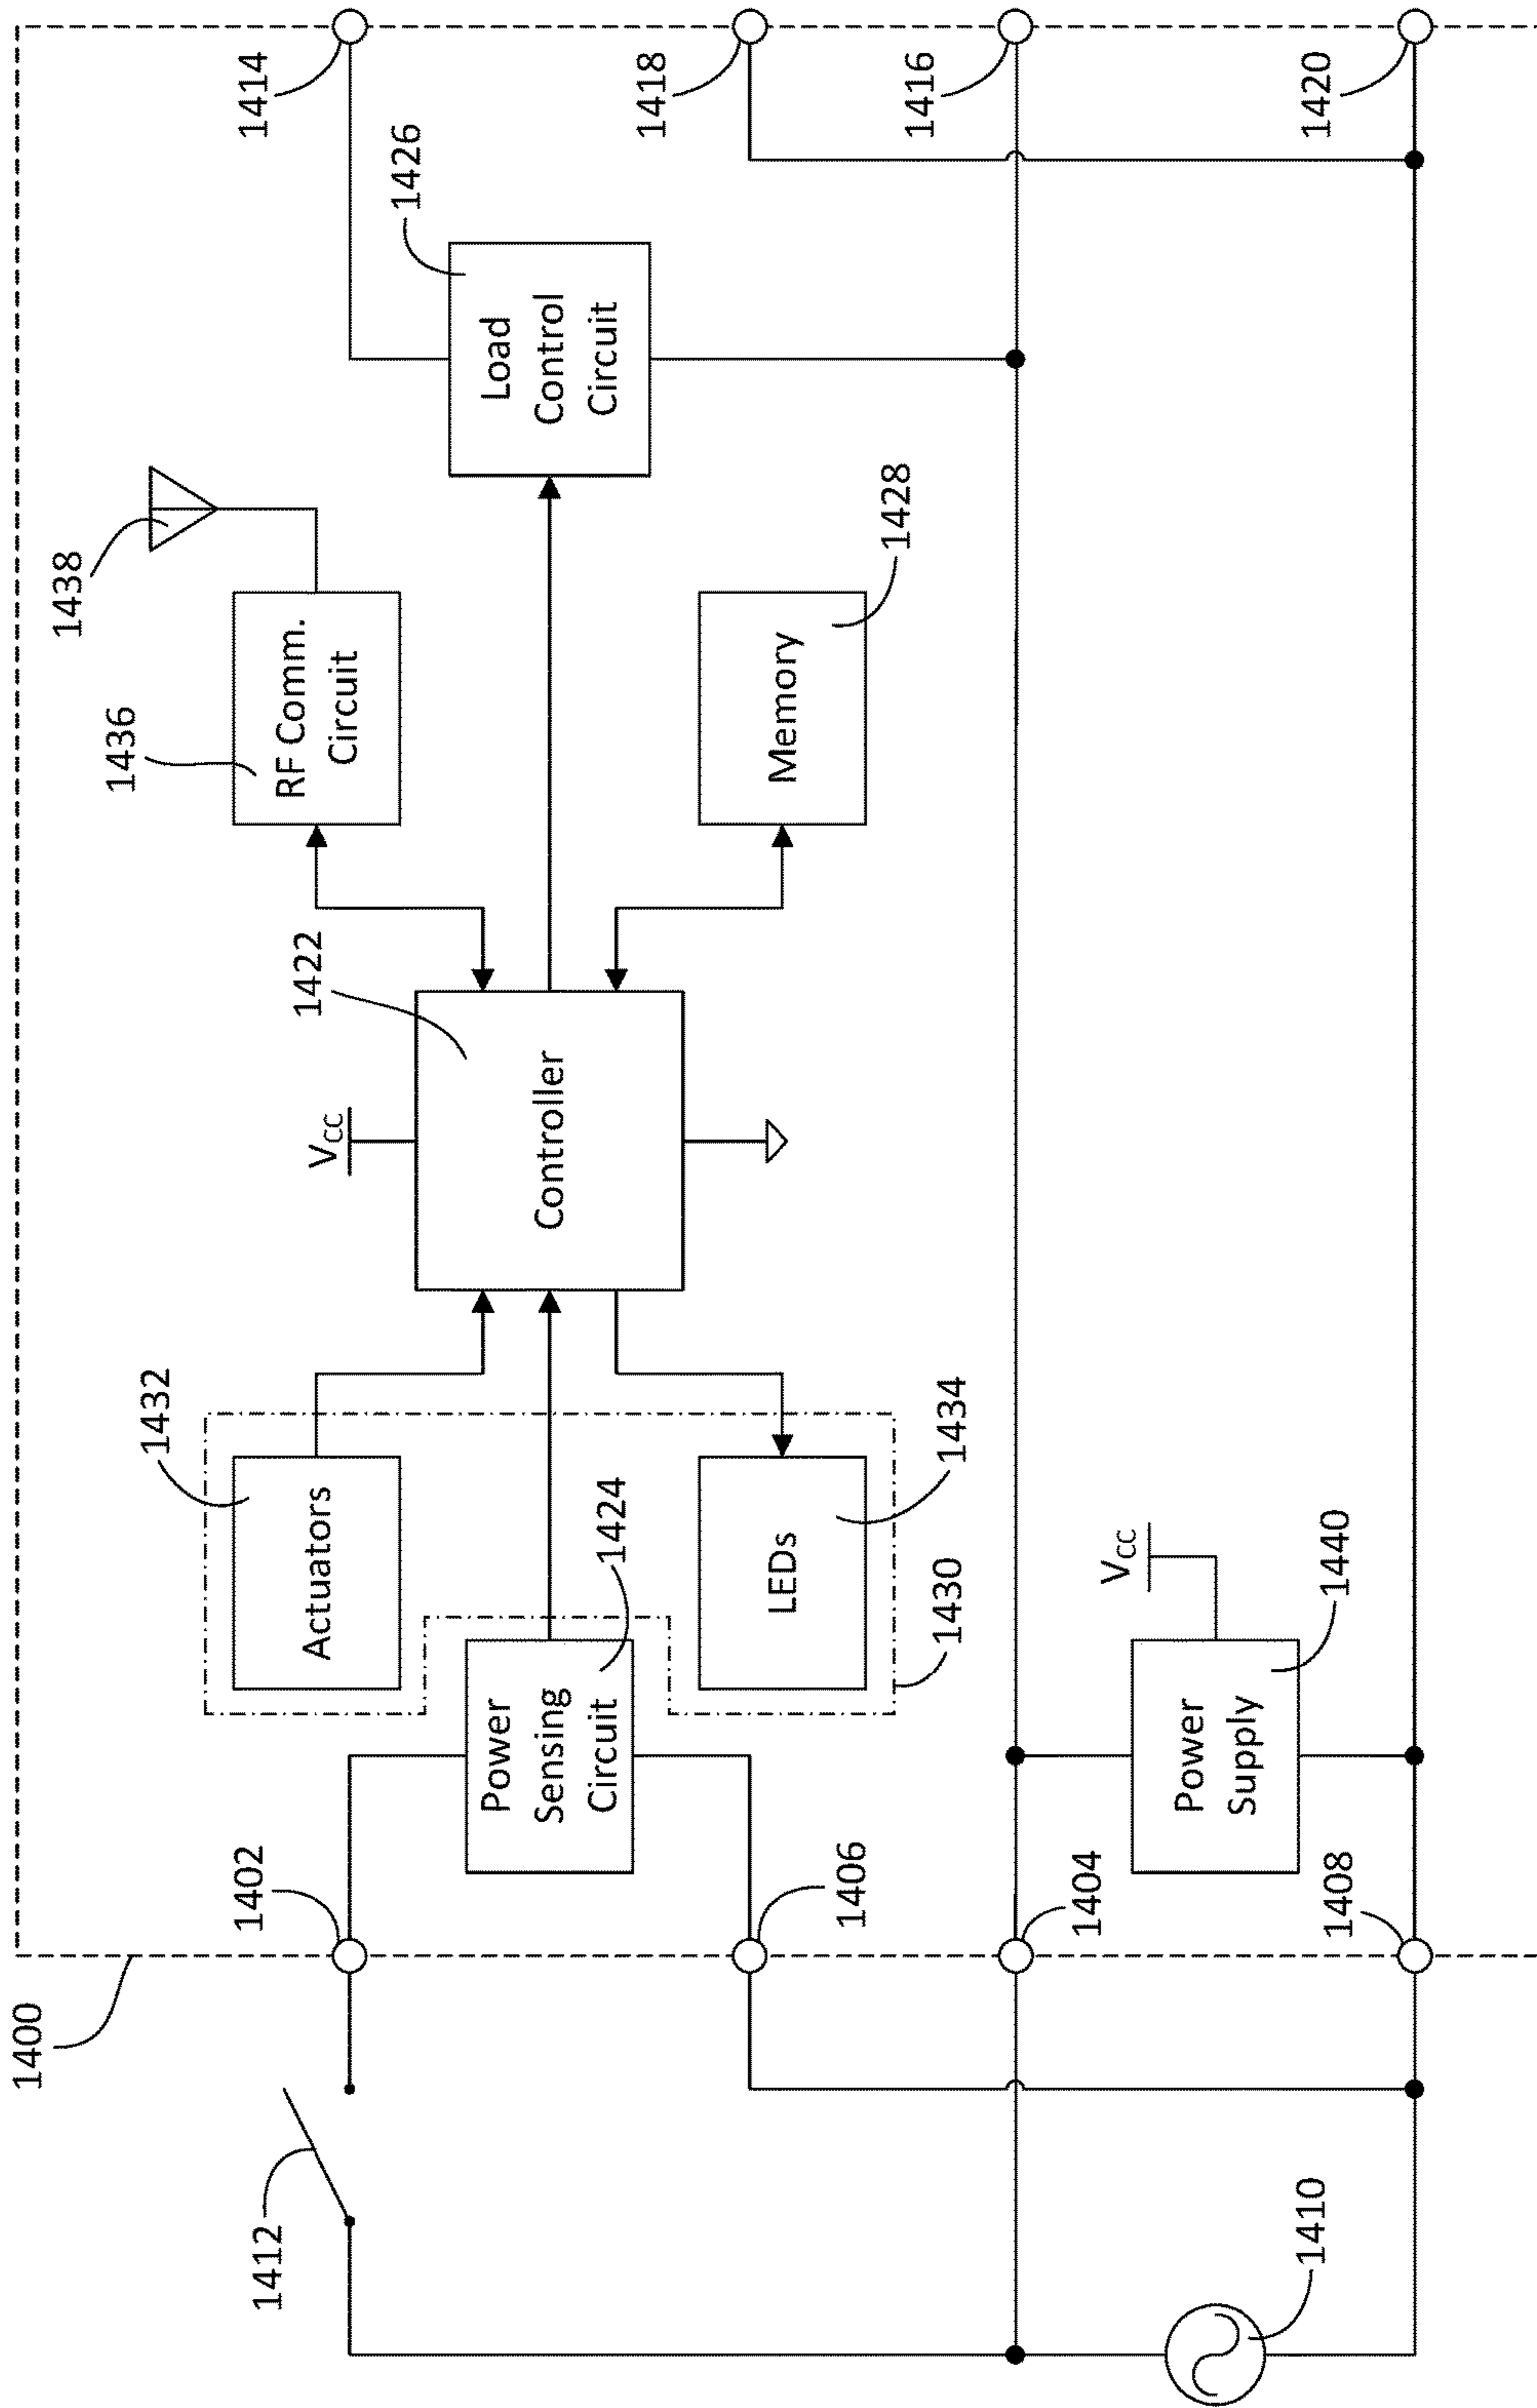 1400
1412
1410
1402
1406
1404
1408
Actuators
1432
Power
Sensing
Circuit
1424
LEDs
1434
1430
Power
Supply
1440
VCC
VCC
Controller
1422
RF Comm.
Circuit
1436
1438
Memory
1428
Load
Control
Circuit
1426
1414
1418
1416
1420